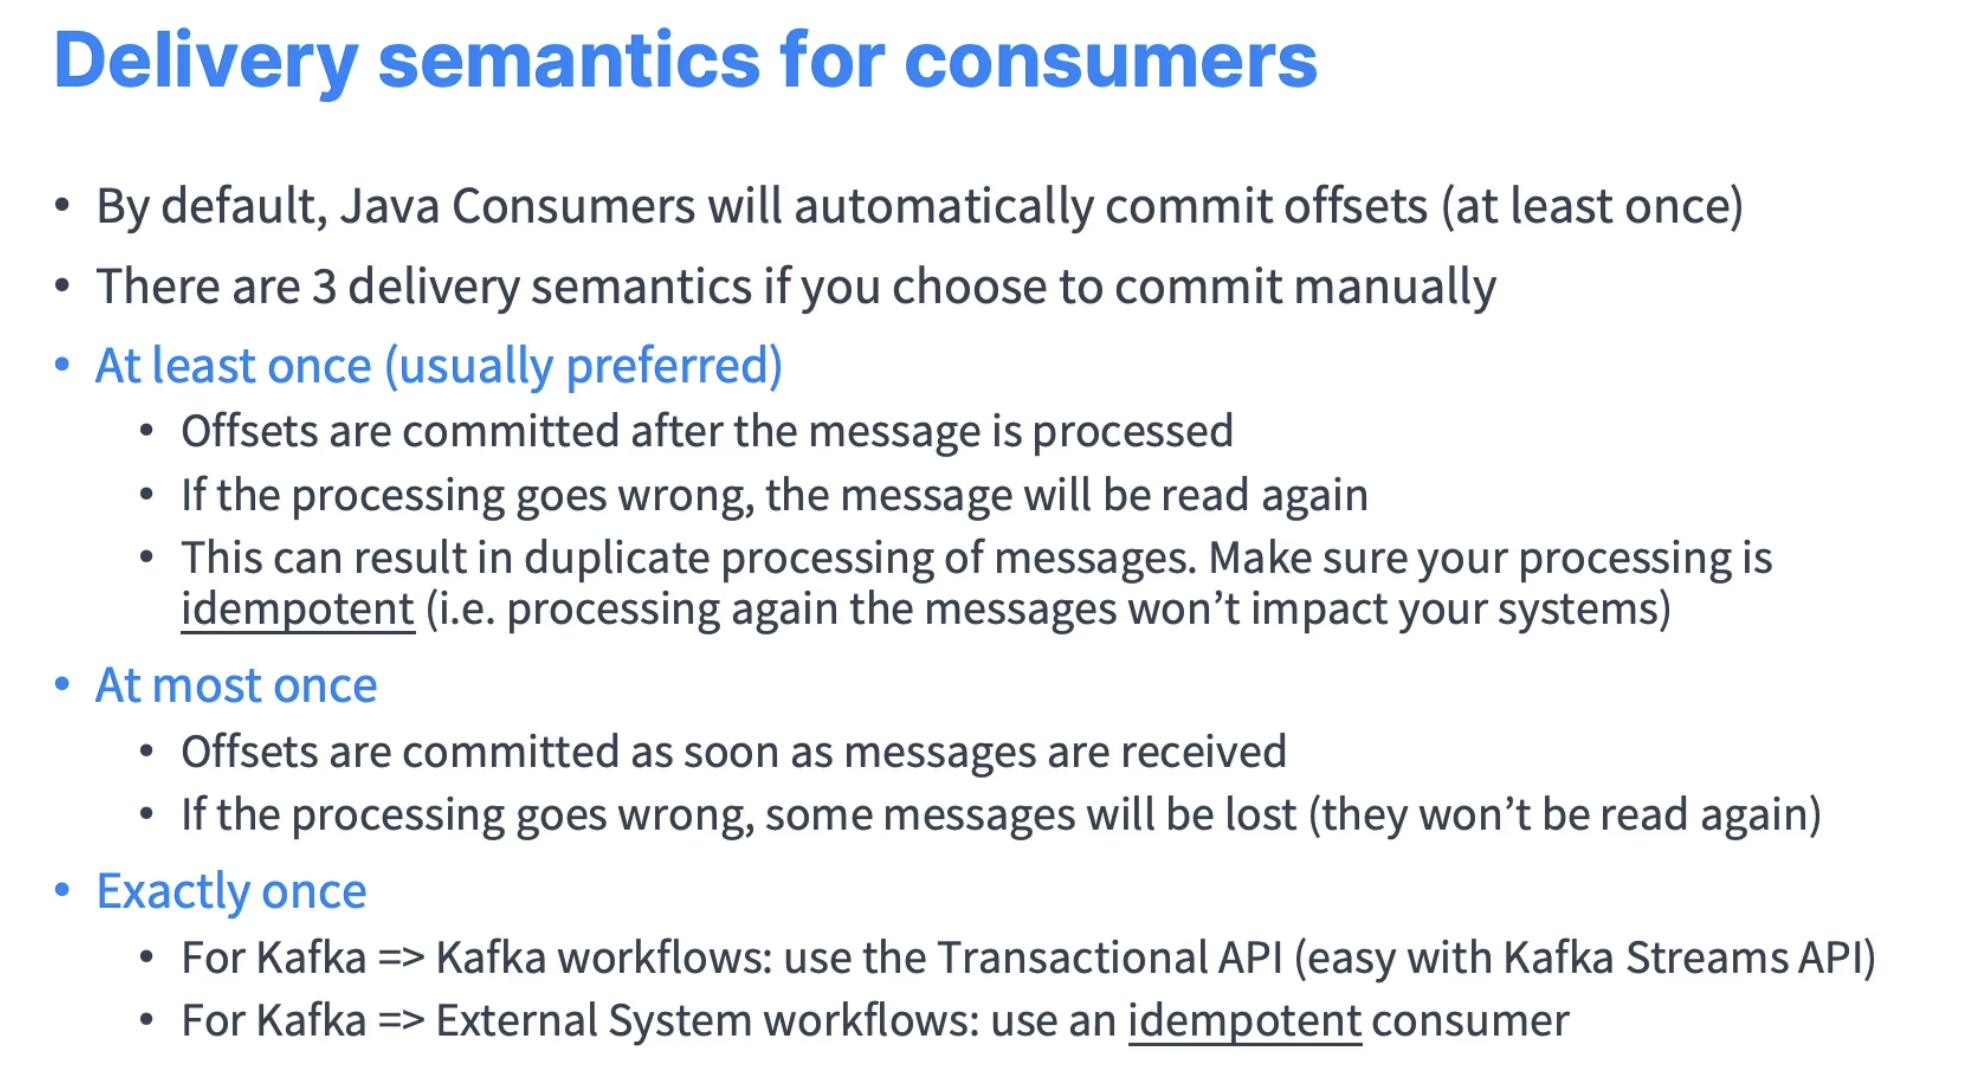 Delivery semantics for consumers
• By default, Java Consumers will automatically commit offsets (at least once)
• There are 3 delivery semantics if you choose to commit manually
• At least once (usually preferred)
• Offsets are committed after the message is processed
• If the processing goes wrong, the message will be read again
• This can result in duplicate processing of messages. Make sure your processing is
idempotent (i.e. processing again the messages won’t impact your systems)
• At most once
• Offsets are committed as soon as messages are received
• If the processing goes wrong, some messages will be lost (they won’t be read again)
• Exactly once
• For Kafka => Kafka workflows: use the Transactional API (easy with Kafka Streams API)
• For Kafka => External System workflows: use an idempotent consumer